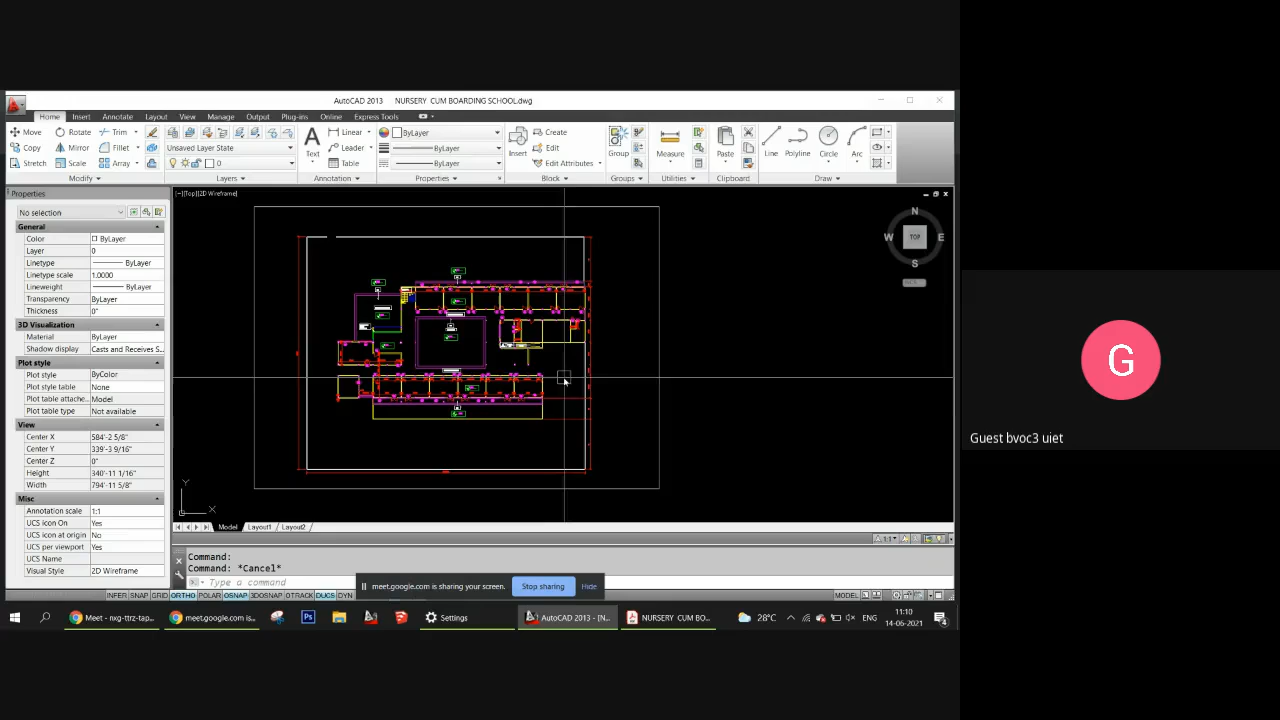 AutoCAD 2013 NURSERY CUM BOARDING SCHOOL.dwg
Home Insert Annotate Layout View Manage Output Plug-ins Online Express Tools
Move Rotate Trim
Copy Mirror Fillet
Stretch Scale Array
Modify
Unsaved Layer State
0
Layers
Text
Linear
Leader
Table
Annotation
ByLayer
ByLayer
ByLayer
Properties
Insert
Create
Edit
Edit Attributes
Block
Group
Groups
Measure
Utilities
Paste
Clipboard
Line Polyline Circle Arc
Draw
Properties
No selection
General
Color ByLayer
Layer 0
Linetype ByLayer
Linetype scale 1.0000
Lineweight ByLayer
Transparency ByLayer
Thickness 0"
3D Visualization
Material ByLayer
Shadow display Casts and Receives S...
Plot style
Plot style ByColor
Plot style table None
Plot table attache... Model
Plot table type Not available
View
Center X 584'-2 5/8"
Center Y 339'-3 9/16"
Center Z 0"
Height 340'-11 1/16"
Width 794'-11 5/8"
Misc
Annotation scale 1:1
UCS icon On Yes
UCS icon at origin No
UCS per viewport Yes
UCS Name
Visual Style 2D Wireframe
[−][Top][2D Wireframe]
N
W TOP E
S
Y
X
Model Layout1 Layout2
1:1
Command:
Command: *Cancel*
Type a command
meet.google.com is sharing your screen. Stop sharing Hide
INFER SNAP GRID ORTHO POLAR OSNAP 3DOSNAP OTRACK DUCS DYN
MODEL
Meet - nxg-ttrz-tap... meet.google.com is... Ps Settings AutoCAD 2013 - [N... NURSERY CUM BO...
28°C ENG
11:10
14-06-2021
4
G
Guest bvoc3 uiet